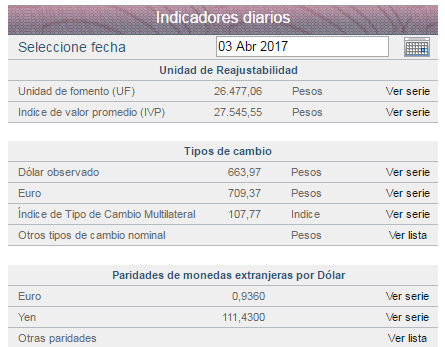 Indicadores diarios
Seleccione fecha 03 Abr 2017
Unidad de Reajustabilidad
Unidad de fomento (UF) 26.477,06 Pesos Ver serie
Indice de valor promedio (IVP) 27.545,55 Pesos Ver serie
Tipos de cambio
Dólar observado 663,97 Pesos Ver serie
Euro 709,37 Pesos Ver serie
Índice de Tipo de Cambio Multilateral 107,77 Indice Ver serie
Otros tipos de cambio nominal Pesos Ver lista
Paridades de monedas extranjeras por Dólar
Euro 0,9360 Ver serie
Yen 111,4300 Ver serie
Otras paridades Ver lista